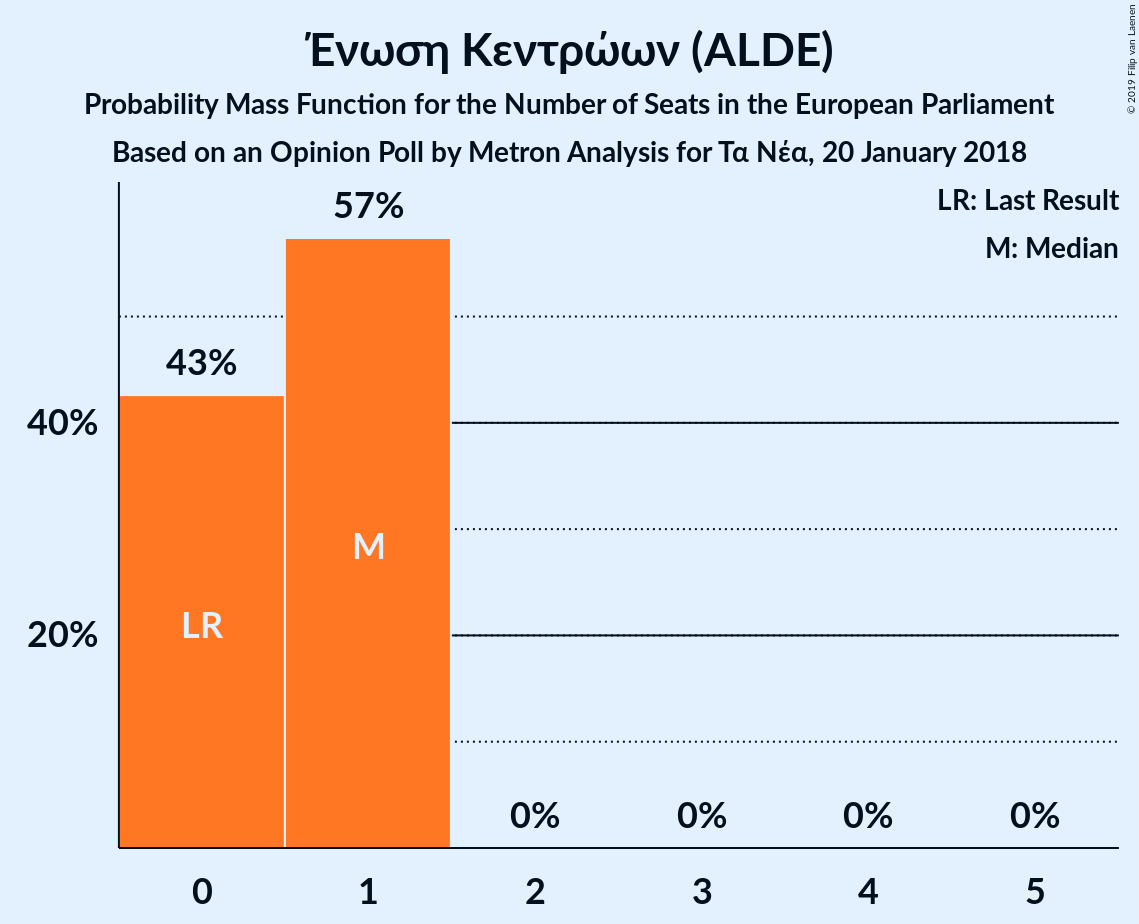 Ένωση Κεντρώων (ALDE)
Probability Mass Function for the Number of Seats in the European Parliament
Based on an Opinion Poll by Metron Analysis for Τα Νέα, 20 January 2018
© 2019 Filip van Laenen
LR: Last Result
M: Median
57%
43%
40%
20%
M
LR
0% 0% 0% 0%
0 1 2 3 4 5